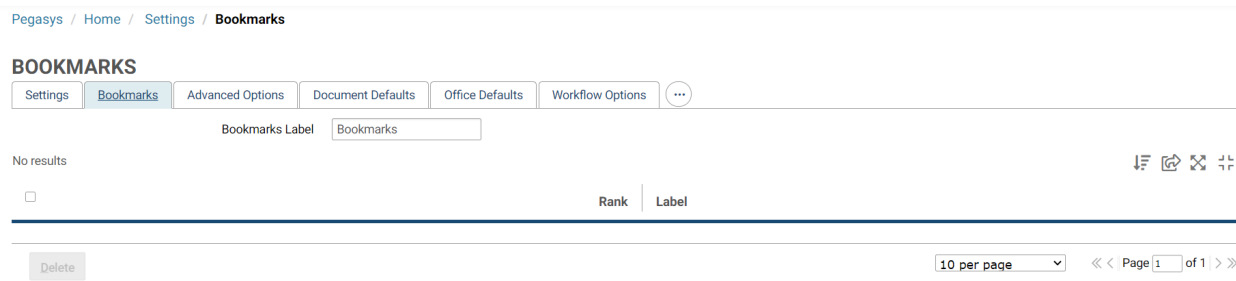 Pegasys / Home / Settings / Bookmarks
BOOKMARKS
Settings Bookmarks Advanced Options Document Defaults Office Defaults Workflow Options ...
Bookmarks Label Bookmarks
No results
Rank Label
Delete 10 per page Page 1 of 1